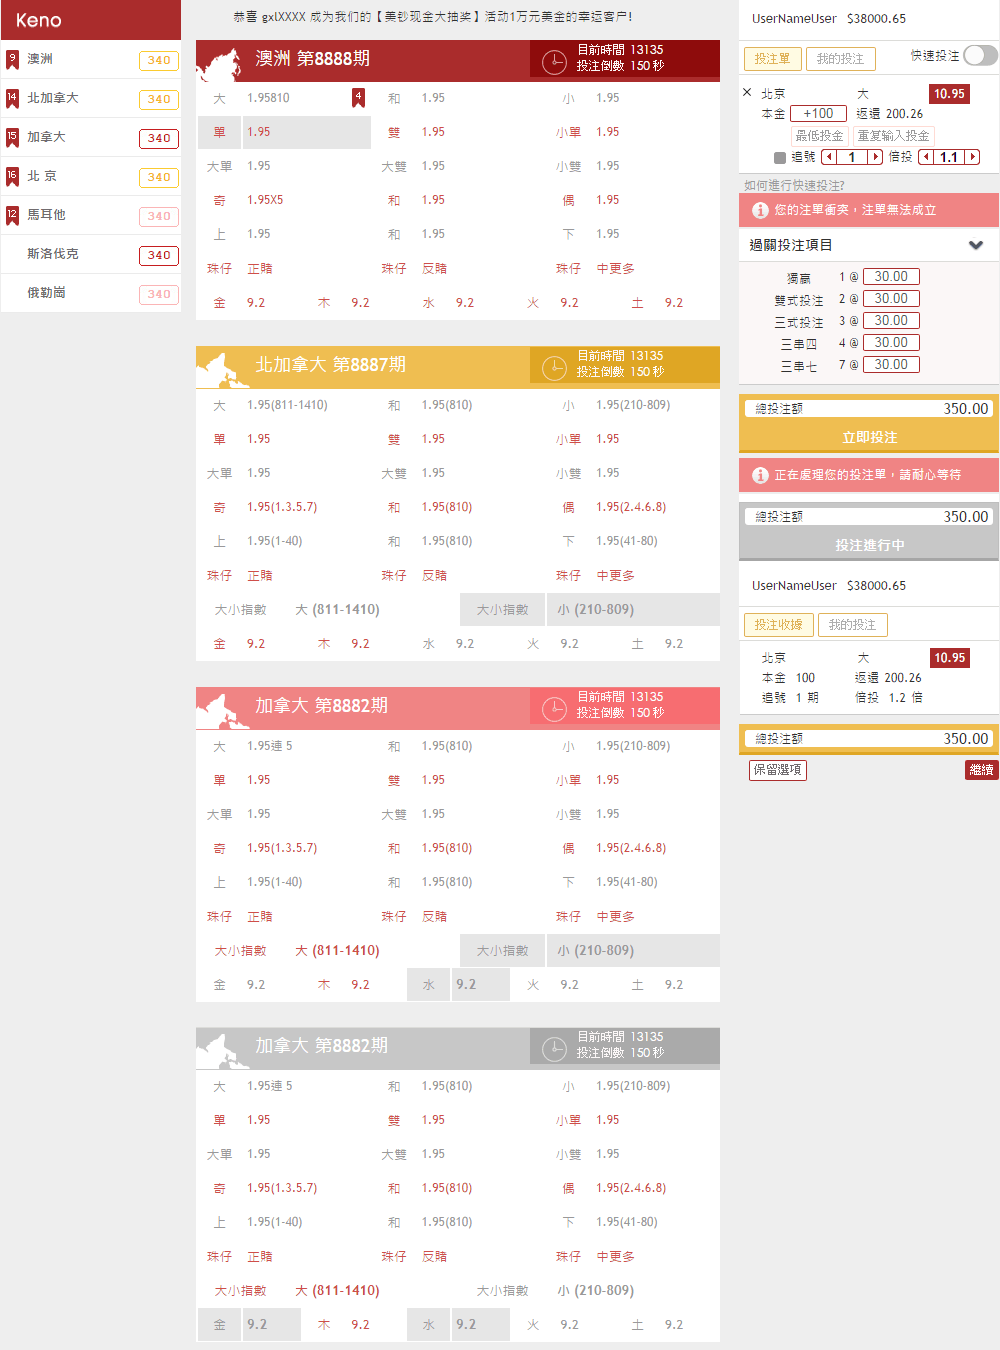 Keno
9 澳洲 340
14 北加拿大 340
15 加拿大 340
16 北 京 340
12 馬耳他 340
斯洛伐克 340
俄勒崗 340
恭喜 gxlXXXX 成为我们的【美钞现金大抽奖】活动1万元美金的幸运客户!
澳洲 第8888期
目前時間 13135
投注倒數 150 秒
大 1.95810 4 和 1.95 小 1.95
單 1.95 雙 1.95 小單 1.95
大單 1.95 大雙 1.95 小雙 1.95
奇 1.95X5 和 1.95 偶 1.95
上 1.95 和 1.95 下 1.95
珠仔 正賭 珠仔 反賭 珠仔 中更多
金 9.2 木 9.2 水 9.2 火 9.2 土 9.2
北加拿大 第8887期
目前時間 13135
投注倒數 150 秒
大 1.95(811-1410) 和 1.95(810) 小 1.95(210-809)
單 1.95 雙 1.95 小單 1.95
大單 1.95 大雙 1.95 小雙 1.95
奇 1.95(1.3.5.7) 和 1.95(810) 偶 1.95(2.4.6.8)
上 1.95(1-40) 和 1.95(810) 下 1.95(41-80)
珠仔 正賭 珠仔 反賭 珠仔 中更多
大小指數 大 (811-1410) 大小指數 小 (210-809)
金 9.2 木 9.2 水 9.2 火 9.2 土 9.2
加拿大 第8882期
目前時間 13135
投注倒數 150 秒
大 1.95連 5 和 1.95(810) 小 1.95(210-809)
單 1.95 雙 1.95 小單 1.95
大單 1.95 大雙 1.95 小雙 1.95
奇 1.95(1.3.5.7) 和 1.95(810) 偶 1.95(2.4.6.8)
上 1.95(1-40) 和 1.95(810) 下 1.95(41-80)
珠仔 正賭 珠仔 反賭 珠仔 中更多
大小指數 大 (811-1410) 大小指數 小 (210-809)
金 9.2 木 9.2 水 9.2 火 9.2 土 9.2
加拿大 第8882期
目前時間 13135
投注倒數 150 秒
大 1.95連 5 和 1.95(810) 小 1.95(210-809)
單 1.95 雙 1.95 小單 1.95
大單 1.95 大雙 1.95 小雙 1.95
奇 1.95(1.3.5.7) 和 1.95(810) 偶 1.95(2.4.6.8)
上 1.95(1-40) 和 1.95(810) 下 1.95(41-80)
珠仔 正賭 珠仔 反賭 珠仔 中更多
大小指數 大 (811-1410) 大小指數 小 (210-809)
金 9.2 木 9.2 水 9.2 火 9.2 土 9.2
UserNameUser $38000.65
投注單 我的投注 快速投注
北京 大 10.95
本金 +100 返還 200.26
最低投金 重复输入投金
追號 1 倍投 1.1
如何進行快速投注?
您的注單衝突，注單無法成立
過關投注項目
獨贏 1 @ 30.00
雙式投注 2 @ 30.00
三式投注 3 @ 30.00
三串四 4 @ 30.00
三串七 7 @ 30.00
總投注額 350.00
立即投注
正在處理您的投注單，請耐心等待
總投注額 350.00
投注進行中
UserNameUser $38000.65
投注收據 我的投注
北京 大 10.95
本金 100 返還 200.26
追號 1 期 倍投 1.2 倍
總投注額 350.00
保留選項 繼續